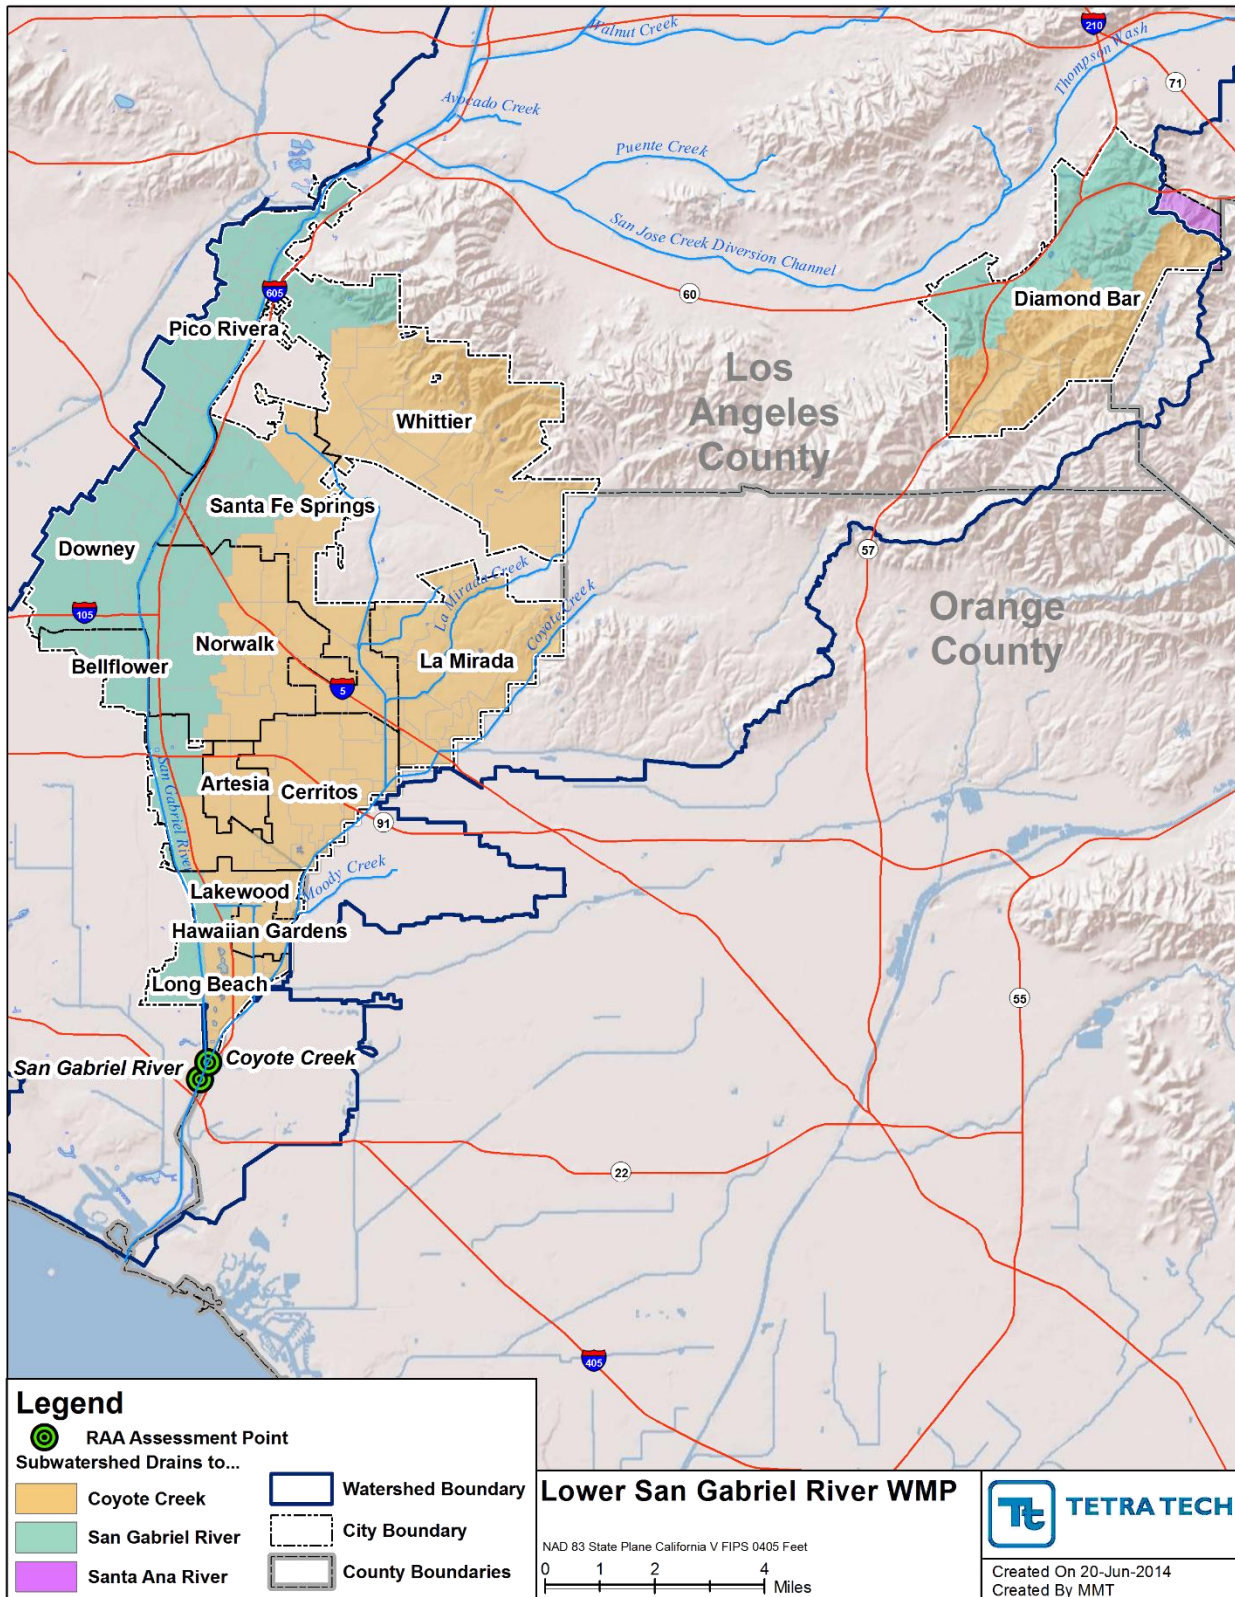 Walnut Creek
210
Thompson Wash
71
Avocado Creek
Puente Creek
San Jose Creek Diversion Channel
60
605
Diamond Bar
Pico Rivera
Los
Angeles
County
Whittier
Santa Fe Springs
57
Downey
La Mirada Creek
Coyote Creek
Orange
County
105
Norwalk
Bellflower
La Mirada
5
San Gabriel River
Artesia
Cerritos
91
Moody Creek
Lakewood
Hawaiian Gardens
Long Beach
55
Coyote Creek
San Gabriel River
22
405
Legend
RAA Assessment Point
Subwatershed Drains to...
Coyote Creek
San Gabriel River
Santa Ana River
Watershed Boundary
City Boundary
County Boundaries
Lower San Gabriel River WMP
NAD 83 State Plane California V FIPS 0405 Feet
0 1 2 4
Miles
Tt
TETRA TECH
Created On 20-Jun-2014
Created By MMT